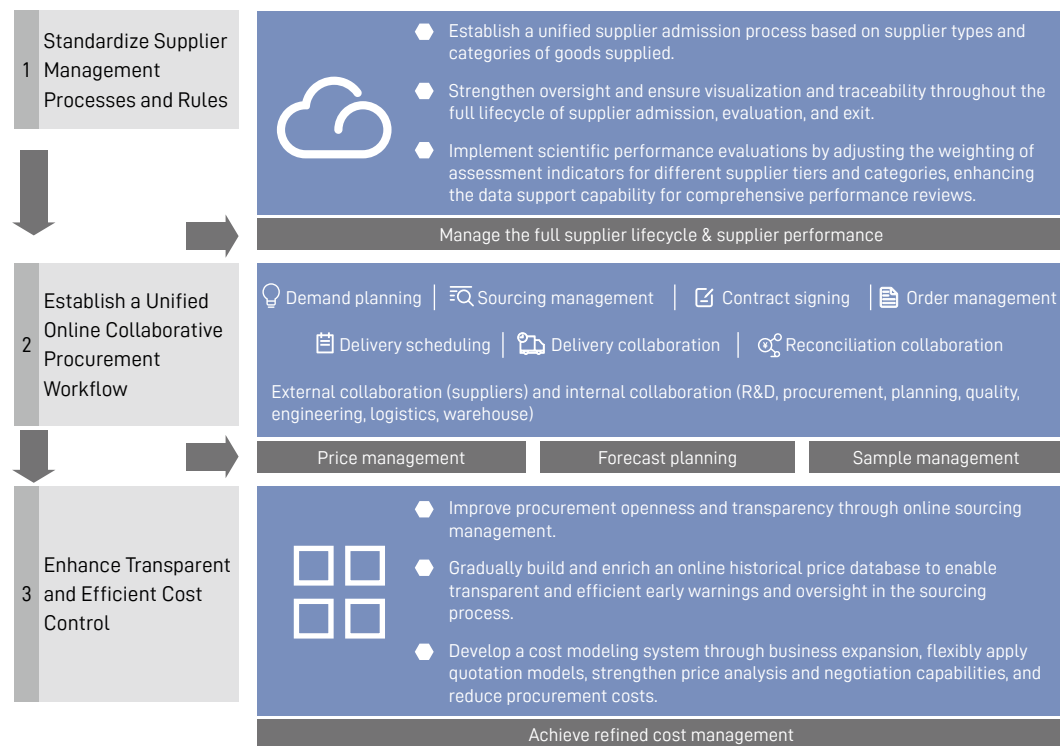 1
Standardize Supplier
Management
Processes and Rules
Establish a unified supplier admission process based on supplier types and
categories of goods supplied.
Strengthen oversight and ensure visualization and traceability throughout the
full lifecycle of supplier admission, evaluation, and exit.
Implement scientific performance evaluations by adjusting the weighting of
assessment indicators for different supplier tiers and categories, enhancing
the data support capability for comprehensive performance reviews.
Manage the full supplier lifecycle & supplier performance
2
Establish a Unified
Online Collaborative
Procurement
Workflow
Demand planning
Sourcing management
Contract signing
Order management
Delivery scheduling
Delivery collaboration
¥
Reconciliation collaboration
External collaboration (suppliers) and internal collaboration (R&D, procurement, planning, quality,
engineering, logistics, warehouse)
Price management
Forecast planning
Sample management
3
Enhance Transparent
and Efficient Cost
Control
Improve procurement openness and transparency through online sourcing
management.
Gradually build and enrich an online historical price database to enable
transparent and efficient early warnings and oversight in the sourcing
process.
Develop a cost modeling system through business expansion, flexibly apply
quotation models, strengthen price analysis and negotiation capabilities, and
reduce procurement costs.
Achieve refined cost management